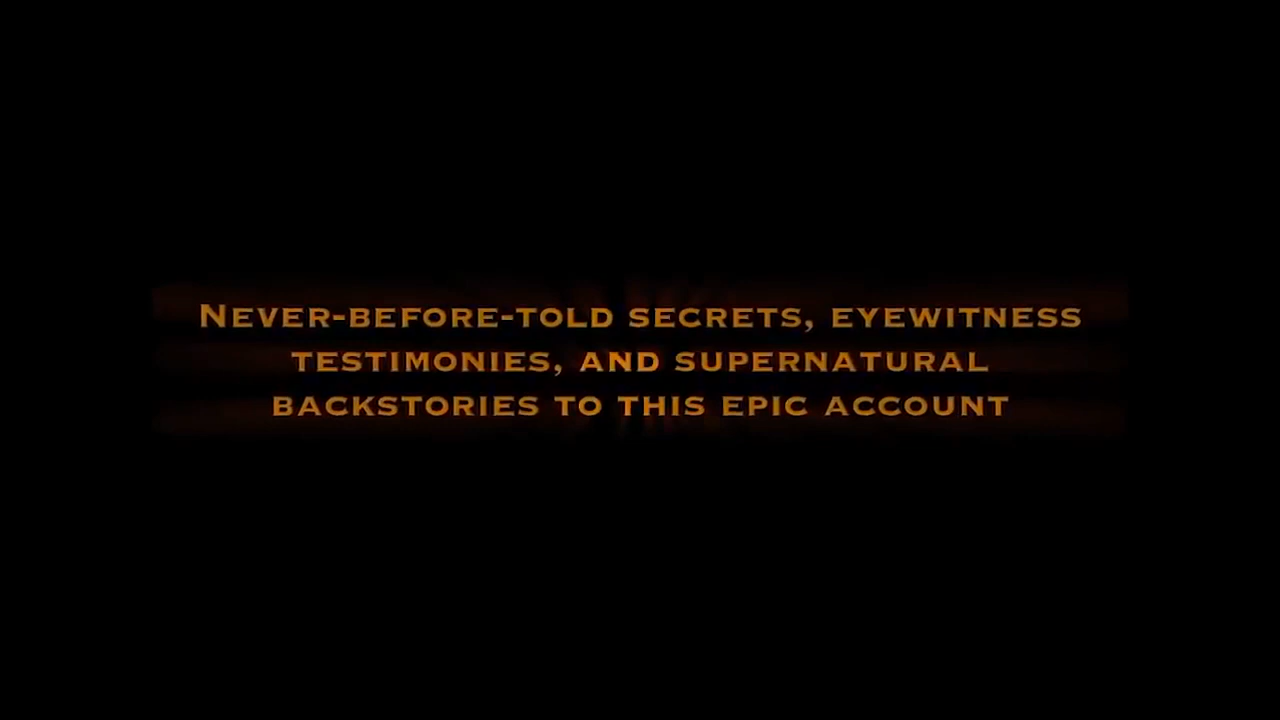 Never-before-told secrets, eyewitness
testimonies, and supernatural
backstories to this epic account